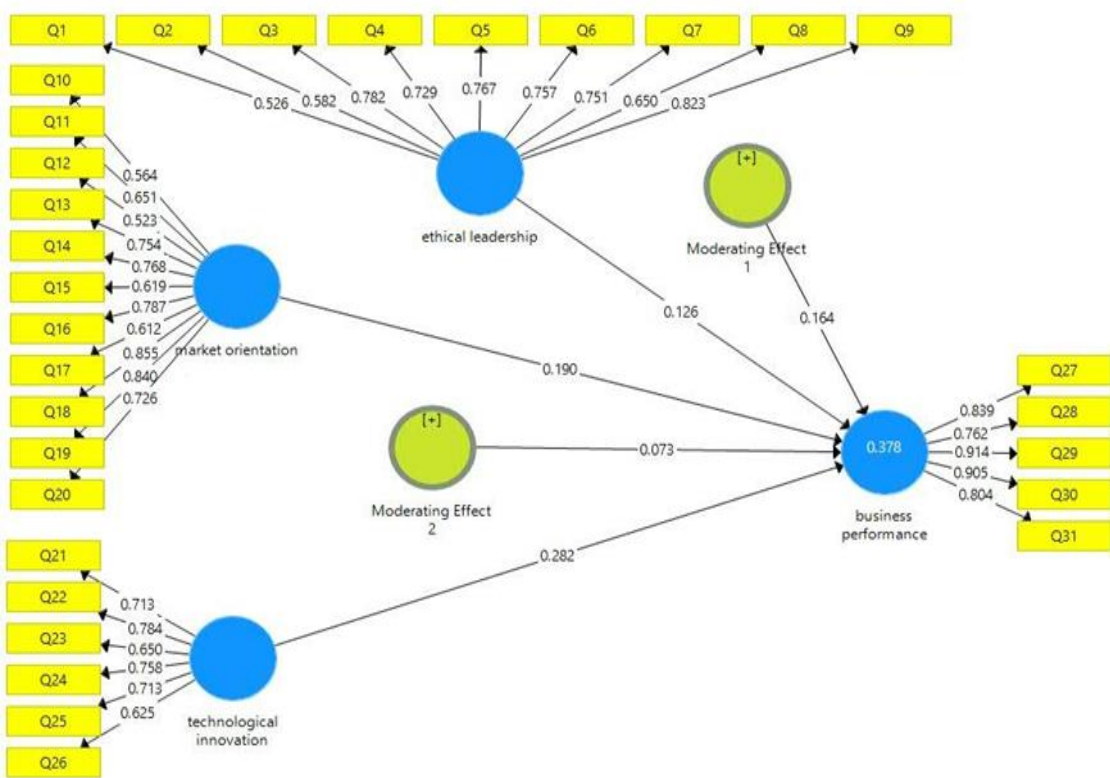 Q1
Q2
Q3
Q4
Q5
Q6
Q7
Q8
Q9
0.526
0.582
0.782
0.729
0.767
0.757
0.751
0.650
0.823
ethical leadership
Q10
Q11
Q12
Q13
Q14
Q15
Q16
Q17
Q18
Q19
Q20
0.564
0.651
0.523
0.754
0.768
0.619
0.787
0.612
0.855
0.840
0.726
market orientation
[+]
Moderating Effect
1
0.126
0.164
0.190
[+]
Moderating Effect
2
0.073
0.282
0.378
business
performance
0.839
0.762
0.914
0.905
0.804
Q27
Q28
Q29
Q30
Q31
Q21
Q22
Q23
Q24
Q25
Q26
0.713
0.784
0.650
0.758
0.713
0.625
technological
innovation